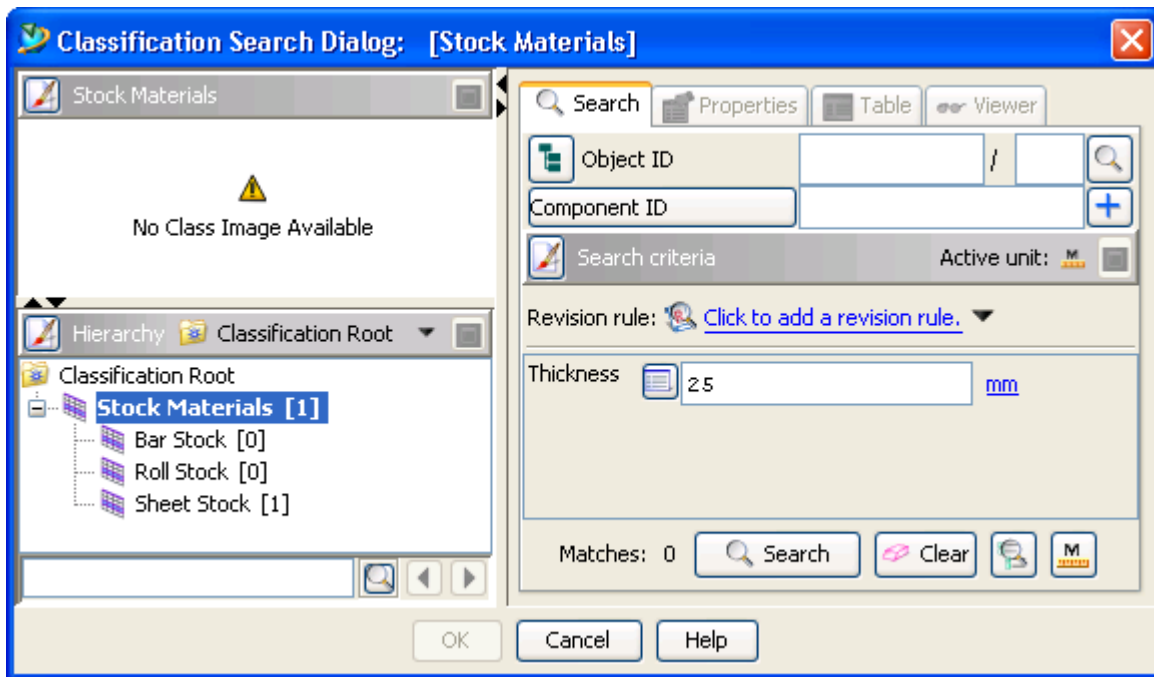 Classification Search Dialog: [Stock Materials]
Stock Materials
No Class Image Available
Hierarchy Classification Root
Classification Root
Stock Materials [1]
Bar Stock [0]
Roll Stock [0]
Sheet Stock [1]
Search Properties Table Viewer
Object ID /
Component ID
Search criteria Active unit: M
Revision rule: Click to add a revision rule.
Thickness 25 mm
Matches: 0 Search Clear M
OK Cancel Help